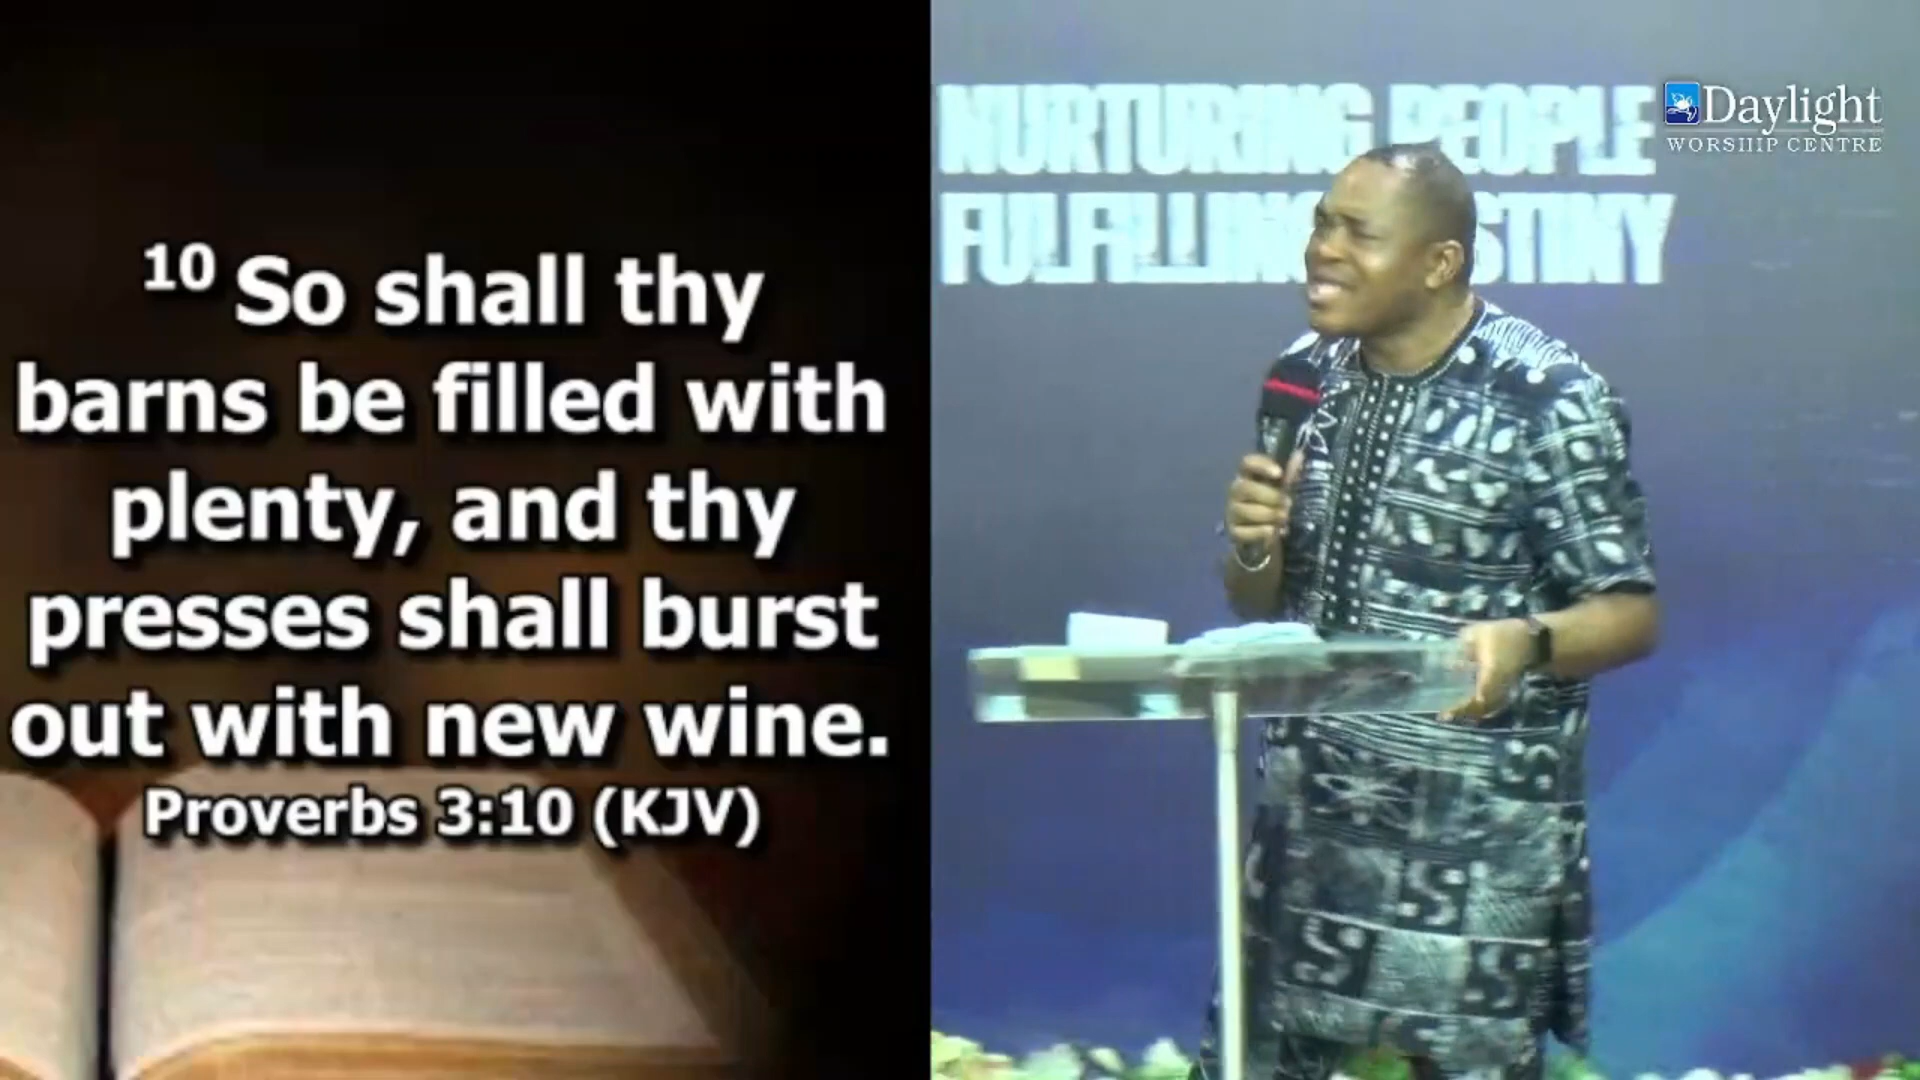 10 So shall thy
barns be filled with
plenty, and thy
presses shall burst
out with new wine.
Proverbs 3:10 (KJV)
NURTURING PEOPLE
FULFILLING
Daylight
WORSHIP CENTRE